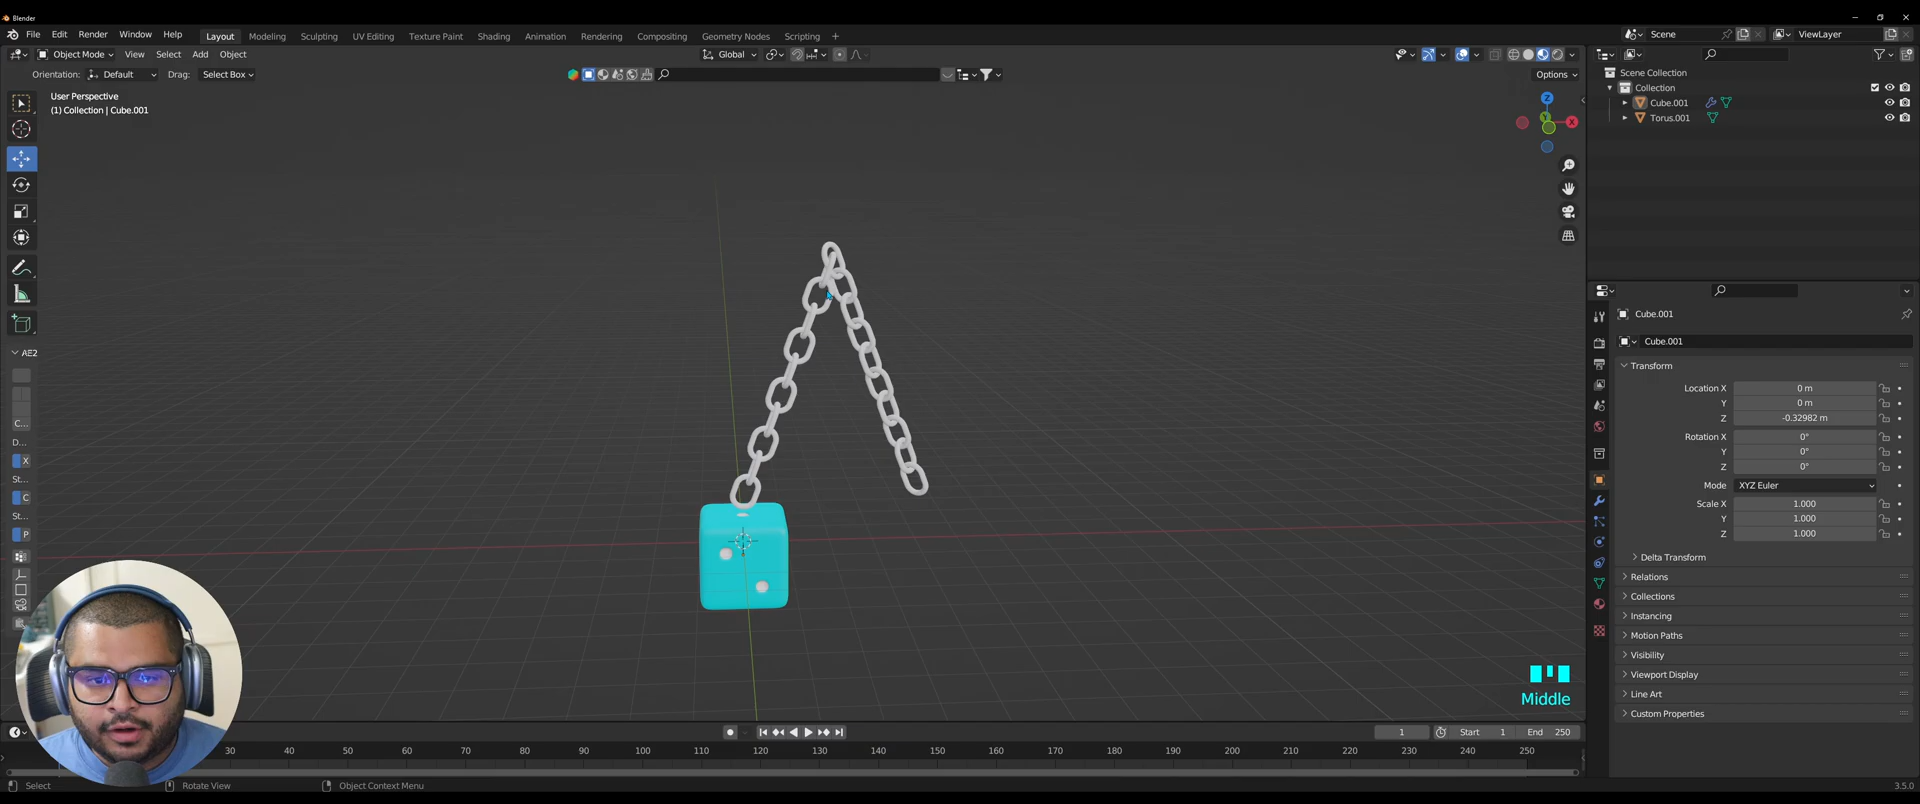 Blender
File Edit Render Window Help Layout Modeling Sculpting UV Editing Texture Paint Shading Animation Rendering Compositing Geometry Nodes Scripting + Scene ViewLayer
Object Mode View Select Add Object Global
Orientation: Default Drag: Select Box Options
User Perspective
(1) Collection | Cube.001
Z
Y
X
AE2
C...
D...
X
St...
C
St...
P
Middle
Scene Collection
Collection
Cube.001
Torus.001
Cube.001
Cube.001
Transform
Location X 0 m
Y 0 m
Z -0.32982 m
Rotation X 0°
Y 0°
Z 0°
Mode XYZ Euler
Scale X 1.000
Y 1.000
Z 1.000
Delta Transform
Relations
Collections
Instancing
Motion Paths
Visibility
Viewport Display
Line Art
Custom Properties
1 Start 1 End 250
30 40 50 60 70 80 90 100 110 120 130 140 150 160 170 180 190 200 210 220 230 240 250
Select Rotate View Object Context Menu 3.5.0